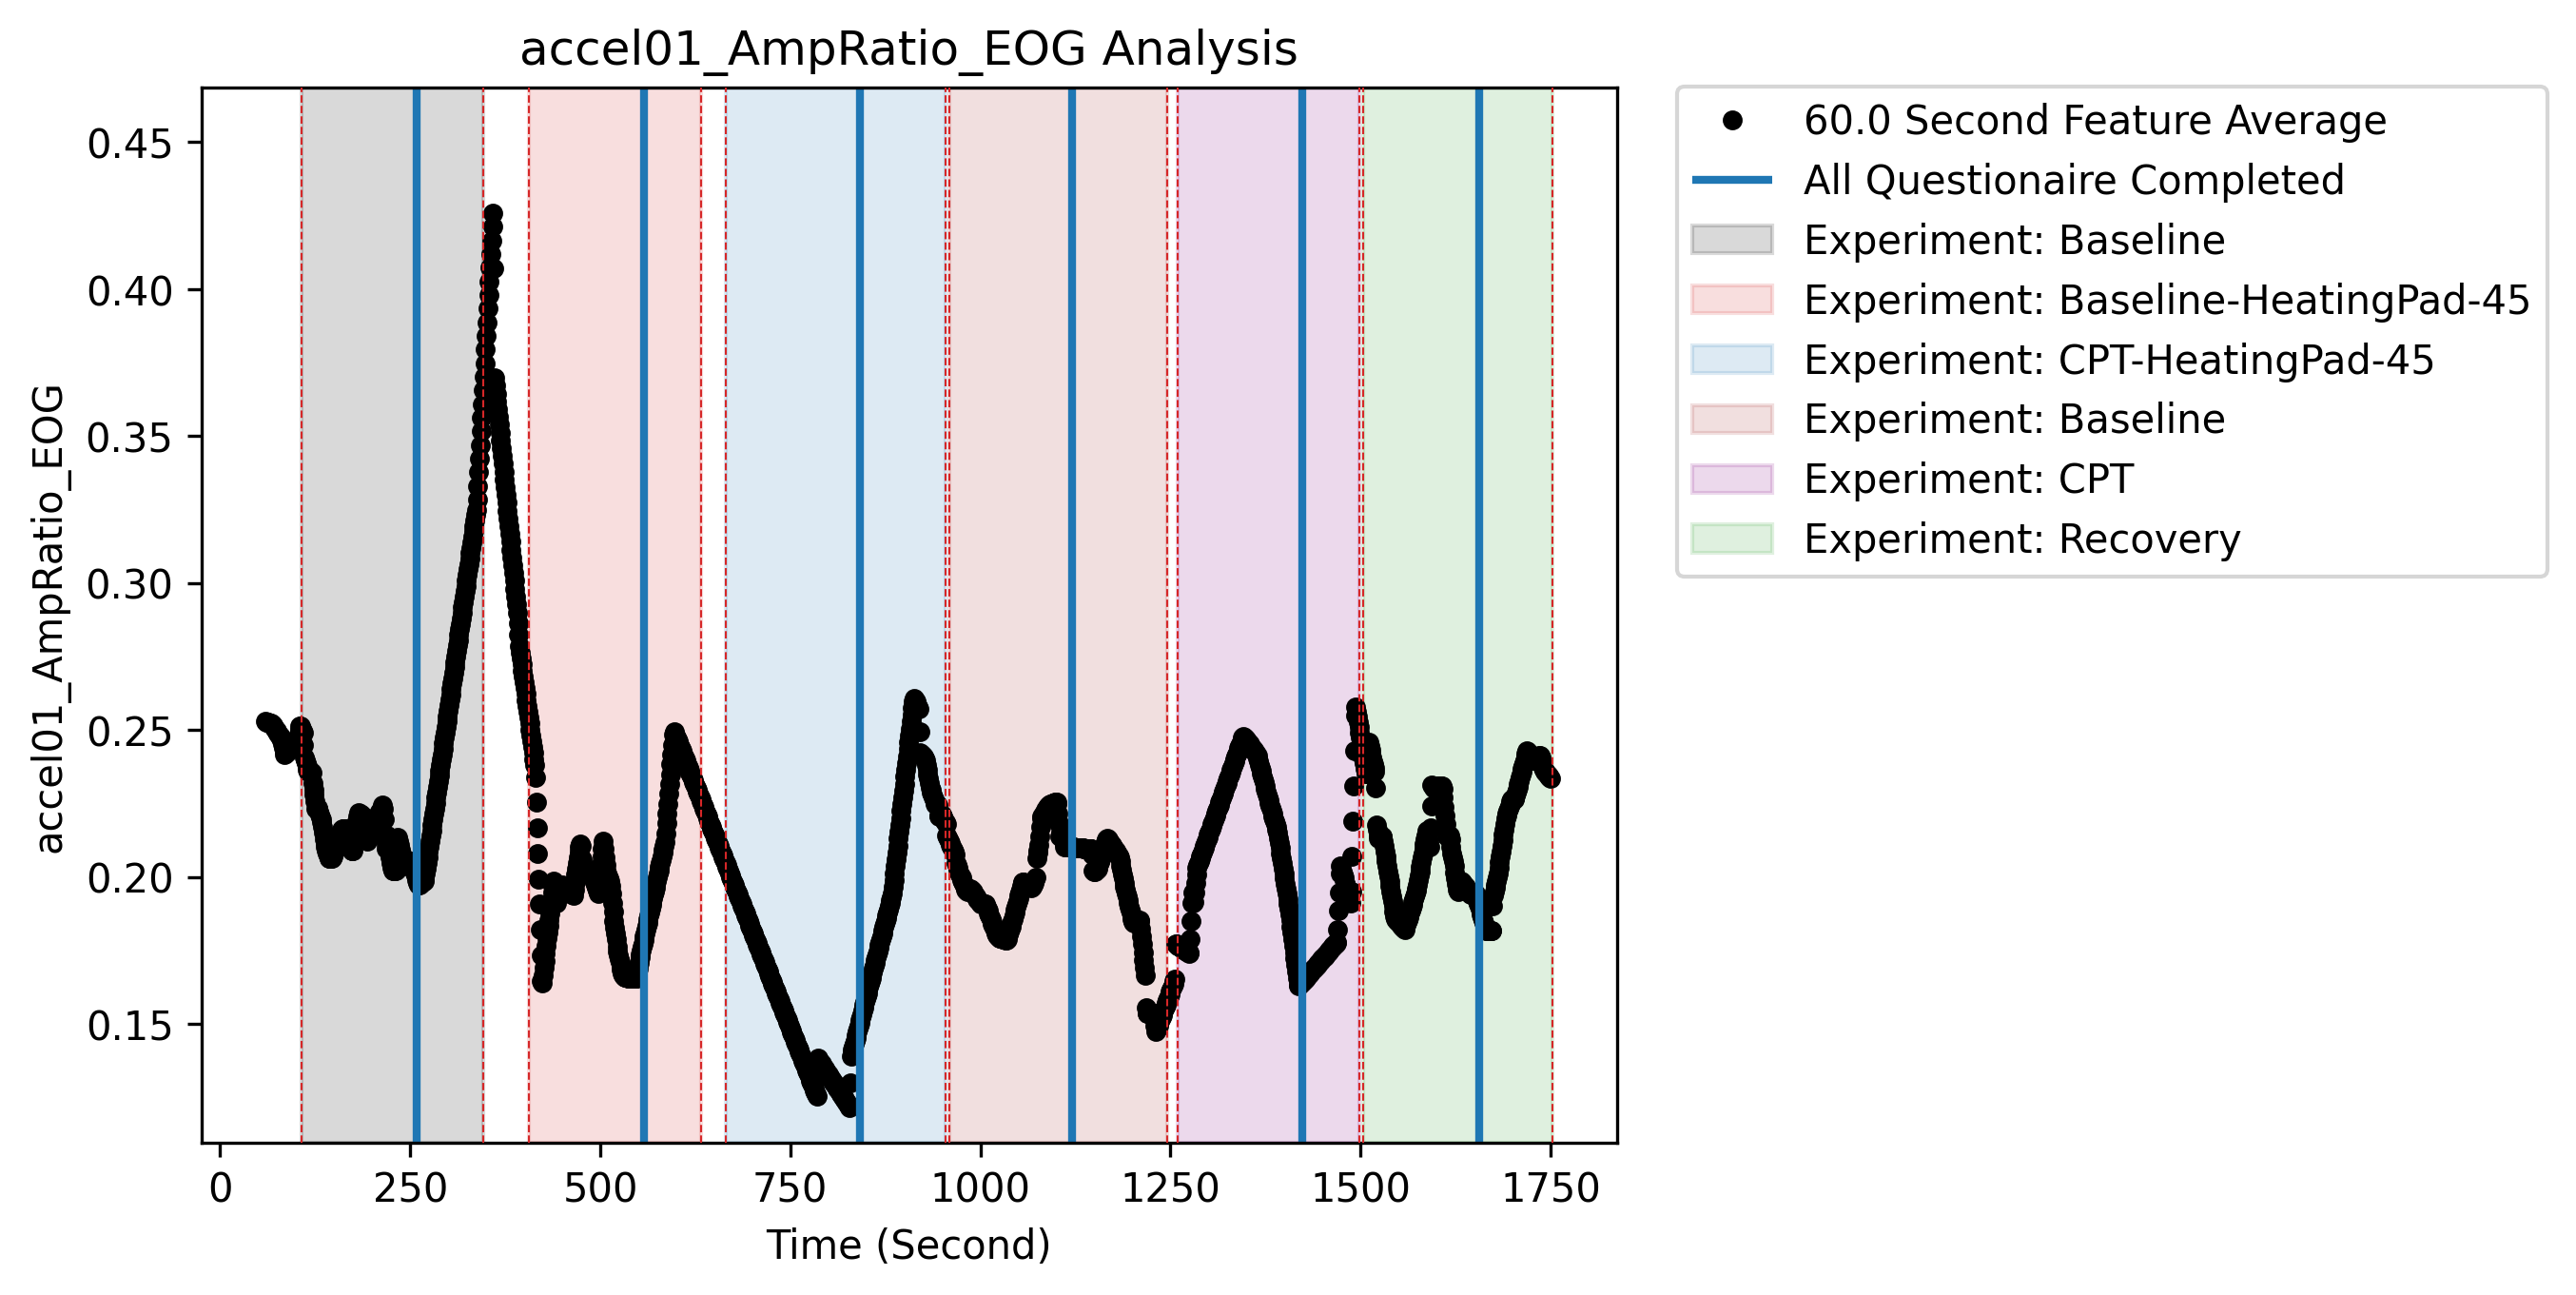 accel01_AmpRatio_EOG Analysis
60.0 Second Feature Average
All Questionaire Completed
Experiment: Baseline
Experiment: Baseline-HeatingPad-45
Experiment: CPT-HeatingPad-45
Experiment: Baseline
Experiment: CPT
Experiment: Recovery
accel01_AmpRatio_EOG
0.45
0.40
0.35
0.30
0.25
0.20
0.15
0 250 500 750 1000 1250 1500 1750
Time (Second)